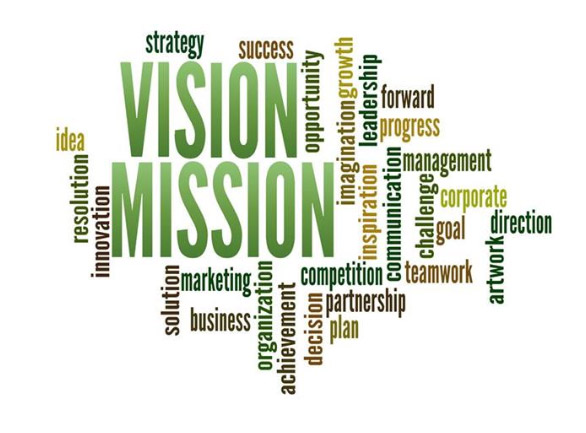 strategy
success
VISION
opportunity
growth
imagination
leadership
forward
progress
idea
resolution
innovation
MISSION
inspiration
communication
management
challenge
corporate
goal
direction
artwork
teamwork
solution
marketing
business
organization
achievement
competition
decision
partnership
plan